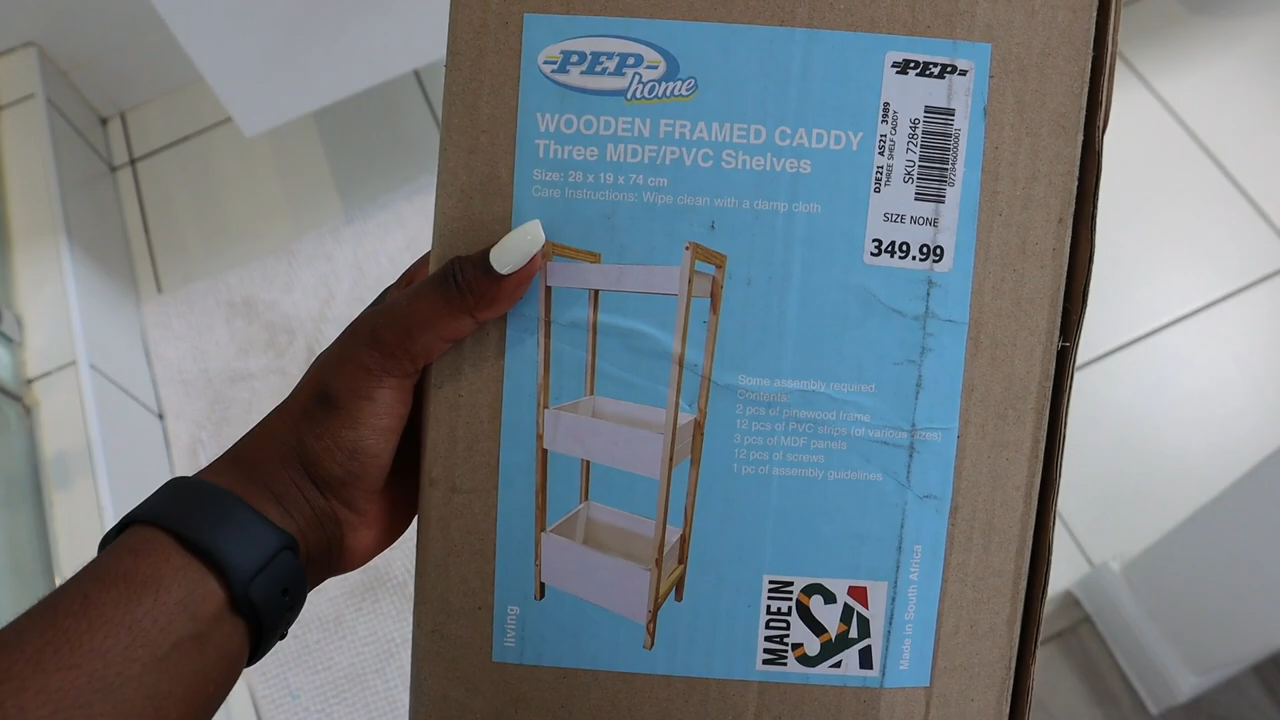 PEP
home
WOODEN FRAMED CADDY
Three MDF/PVC Shelves
Size: 28 x 19 x 74 cm
Care Instructions: Wipe clean with a damp cloth
PEP
DJE21 AS21 3989
THREE SHELF CADDY
SKU 72846
072846000001
SIZE NONE
349.99
Some assembly required.
Contents:
2 pcs of pinewood frame
12 pcs of PVC strips (of various sizes)
3 pcs of MDF panels
12 pcs of screws
1 pc of assembly guidelines
living
MADE IN
SA
Made in South Africa